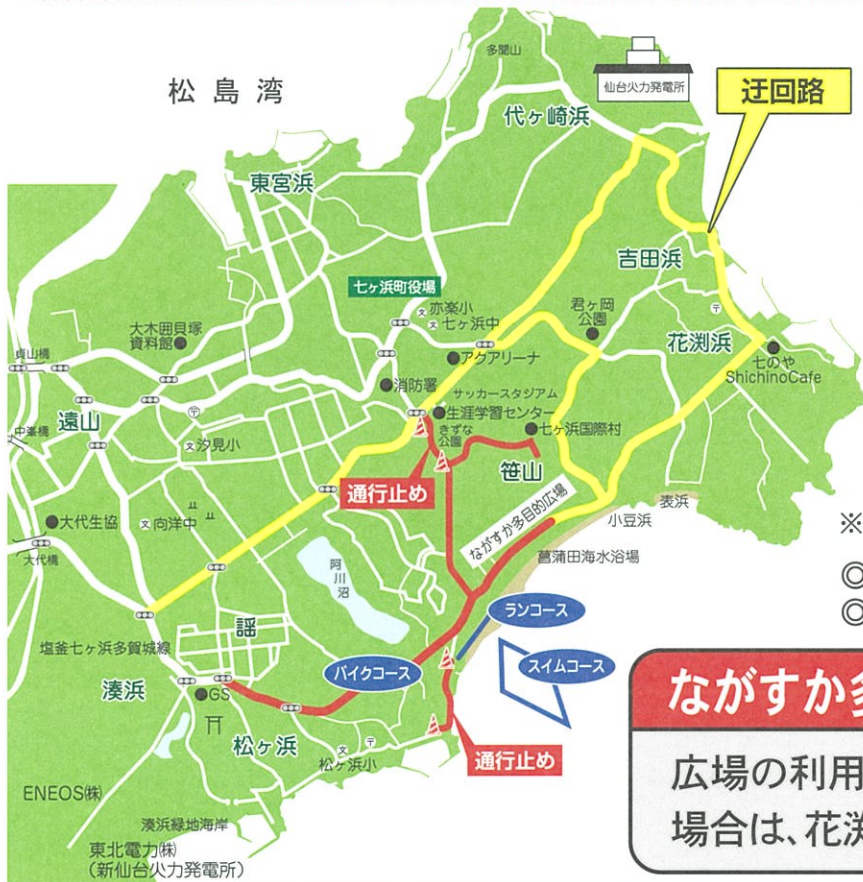 多聞山
仙台火力発電所
松島湾
迂回路
代ヶ崎浜
東宮浜
吉田浜
七ヶ浜町役場
君ヶ岡
公園
亦楽小
七ヶ浜中
大木囲貝塚
資料館
花渕浜
アクアリーナ
七のや
ShichinoCafe
貞山橋
消防署
サッカースタジアム
生涯学習センター
きずな
公園
七ヶ浜国際村
遠山
中峯橋
汐見小
通行止め
笹山
表浜
小豆浜
ながすか多目的広場
大代生協
向洋中
菖蒲田海水浴場
※
大代橋
阿川沼
◎
◎
ランコース
謡
塩釜七ヶ浜多賀城線
バイクコース
スイムコース
湊浜
GS
ながすか多
松ヶ浜
松ヶ浜小
通行止め
広場の利用
場合は、花渕
ENEOS㈱
湊浜緑地海岸
東北電力㈱
(新仙台火力発電所)